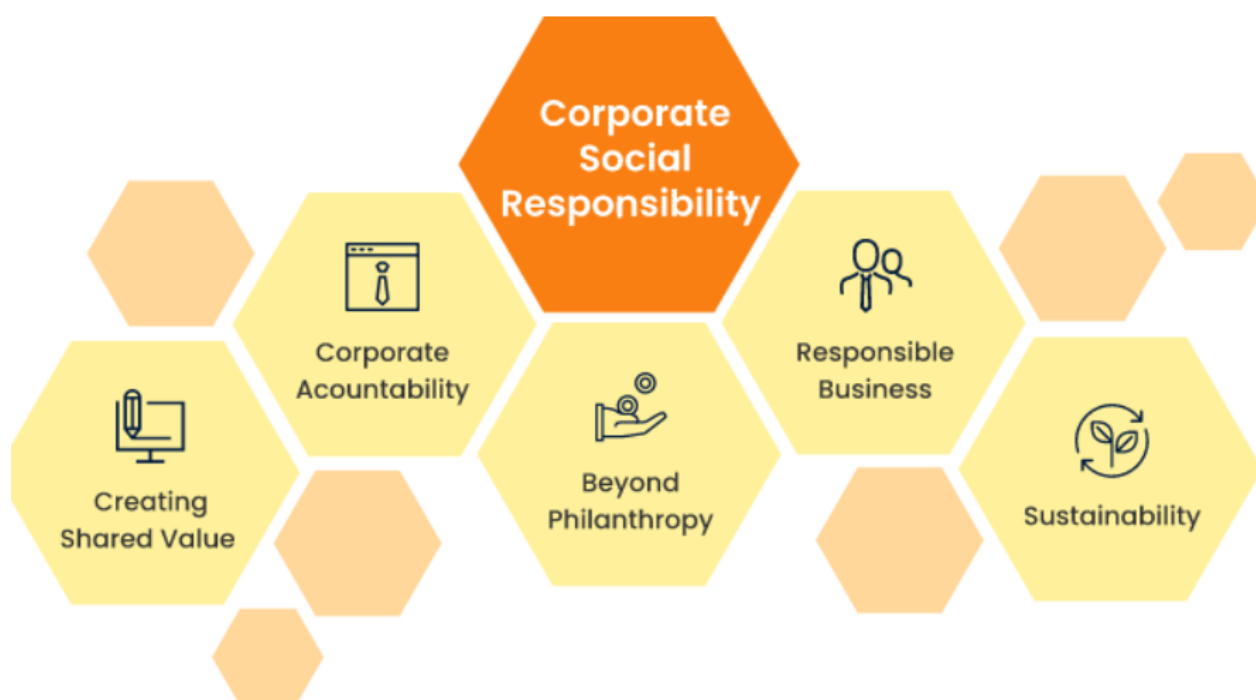 Corporate
Social
Responsibility
Corporate
Acountability
Responsible
Business
Creating
Shared Value
Beyond
Philanthropy
Sustainability